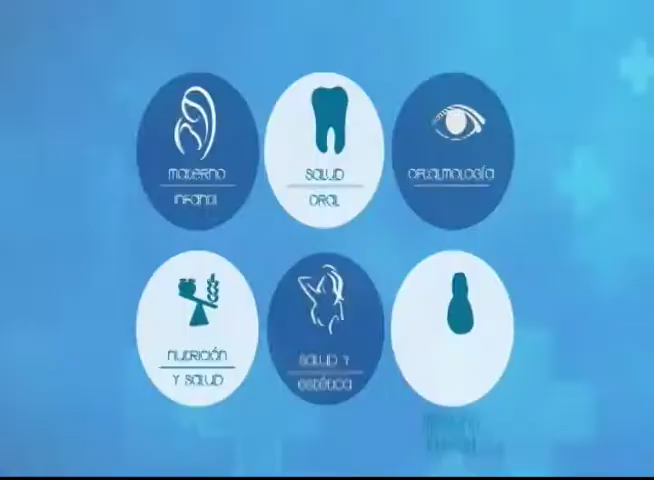 materno
infantil
salud
oral
oftalmología
nutrición
y salud
salud y
estética